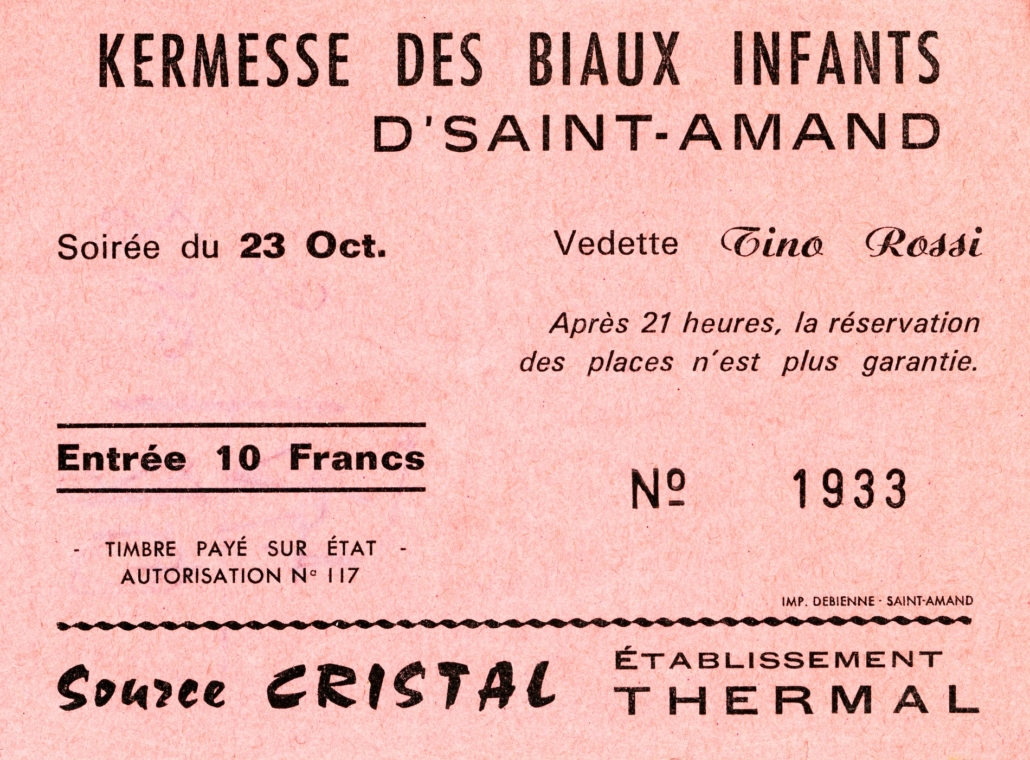 KERMESSE DES BIAUX INFANTS
D'SAINT-AMAND
Soirée du 23 Oct.
Vedette Tino Rossi
Après 21 heures, la réservation
des places n'est plus garantie.
Entrée 10 Francs
Nº 1933
- TIMBRE PAYÉ SUR ÉTAT -
AUTORISATION Nº 117
IMP. DEBIENNE - SAINT-AMAND
Source CRISTAL
ÉTABLISSEMENT
THERMAL